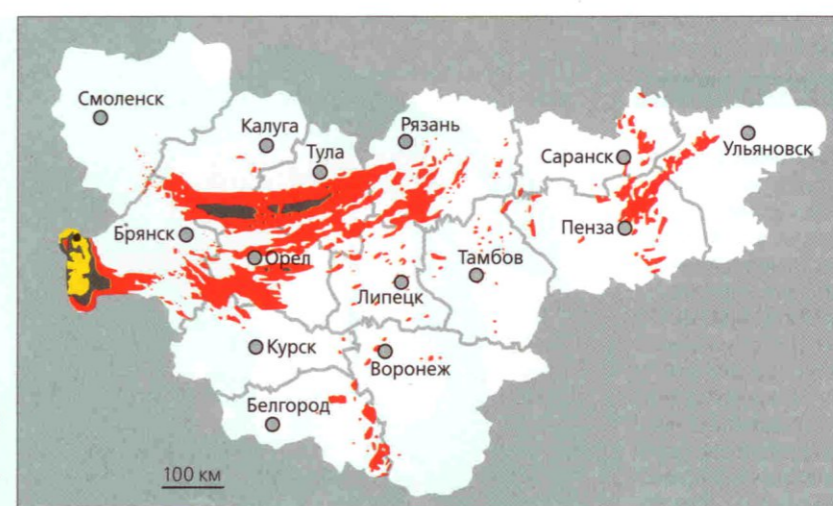 Смоленск
Калуга
Тула
Рязань
Саранск
Ульяновск
Брянск
Орел
Пенза
Тамбов
Липецк
Курск
Воронеж
Белгород
100 км